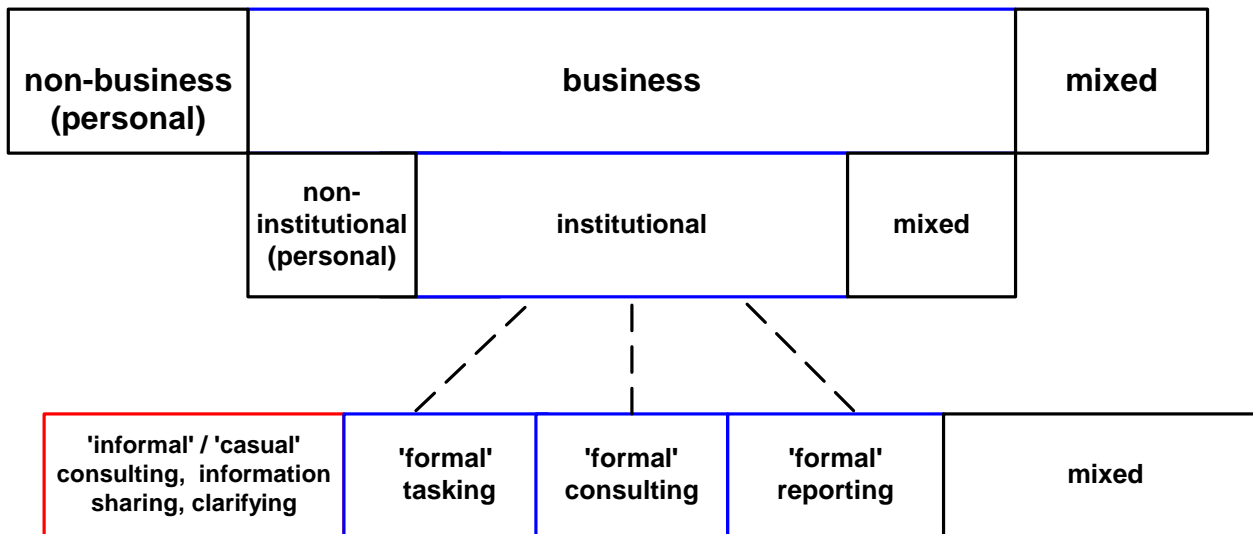 non-business
(personal)
business
mixed
non-
institutional
(personal)
institutional
mixed
'informal' / 'casual'
consulting, information
sharing, clarifying
'formal'
tasking
'formal'
consulting
'formal'
reporting
mixed